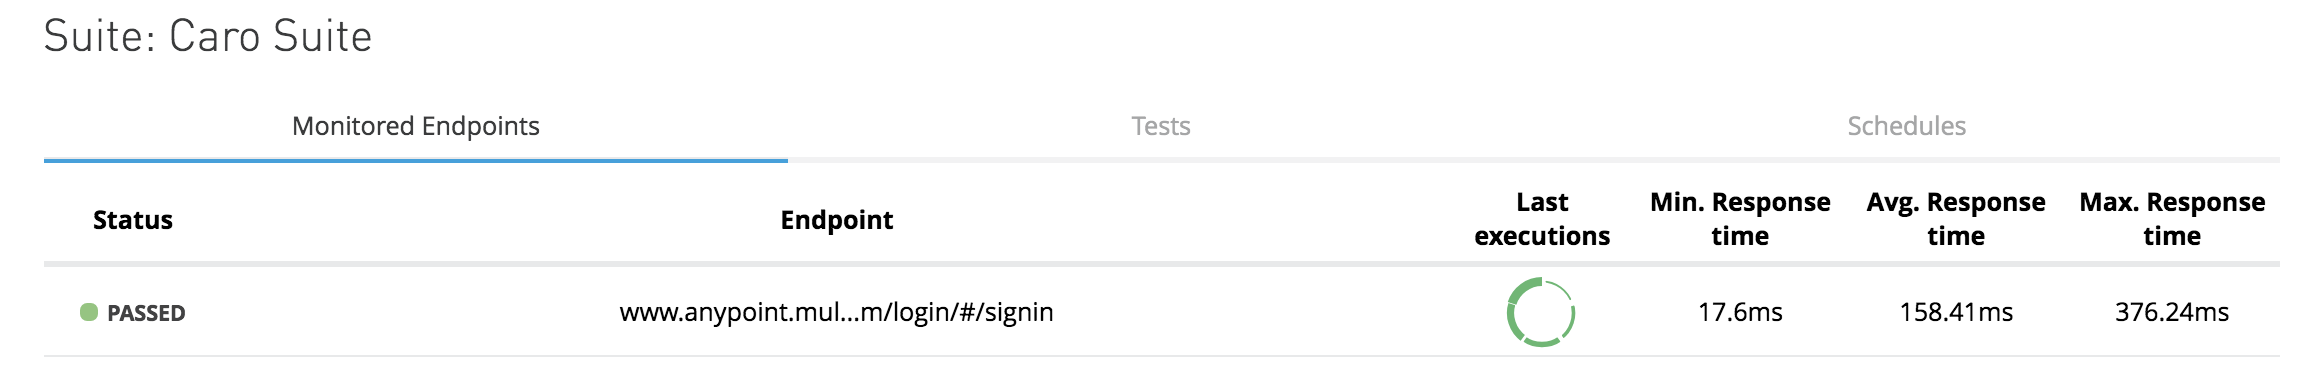 Suite: Caro Suite
Monitored Endpoints
Tests
Schedules
Status
Endpoint
Last
executions
Min. Response
time
Avg. Response
time
Max. Response
time
PASSED
www.anypoint.mul...m/login/#/signin
17.6ms
158.41ms
376.24ms